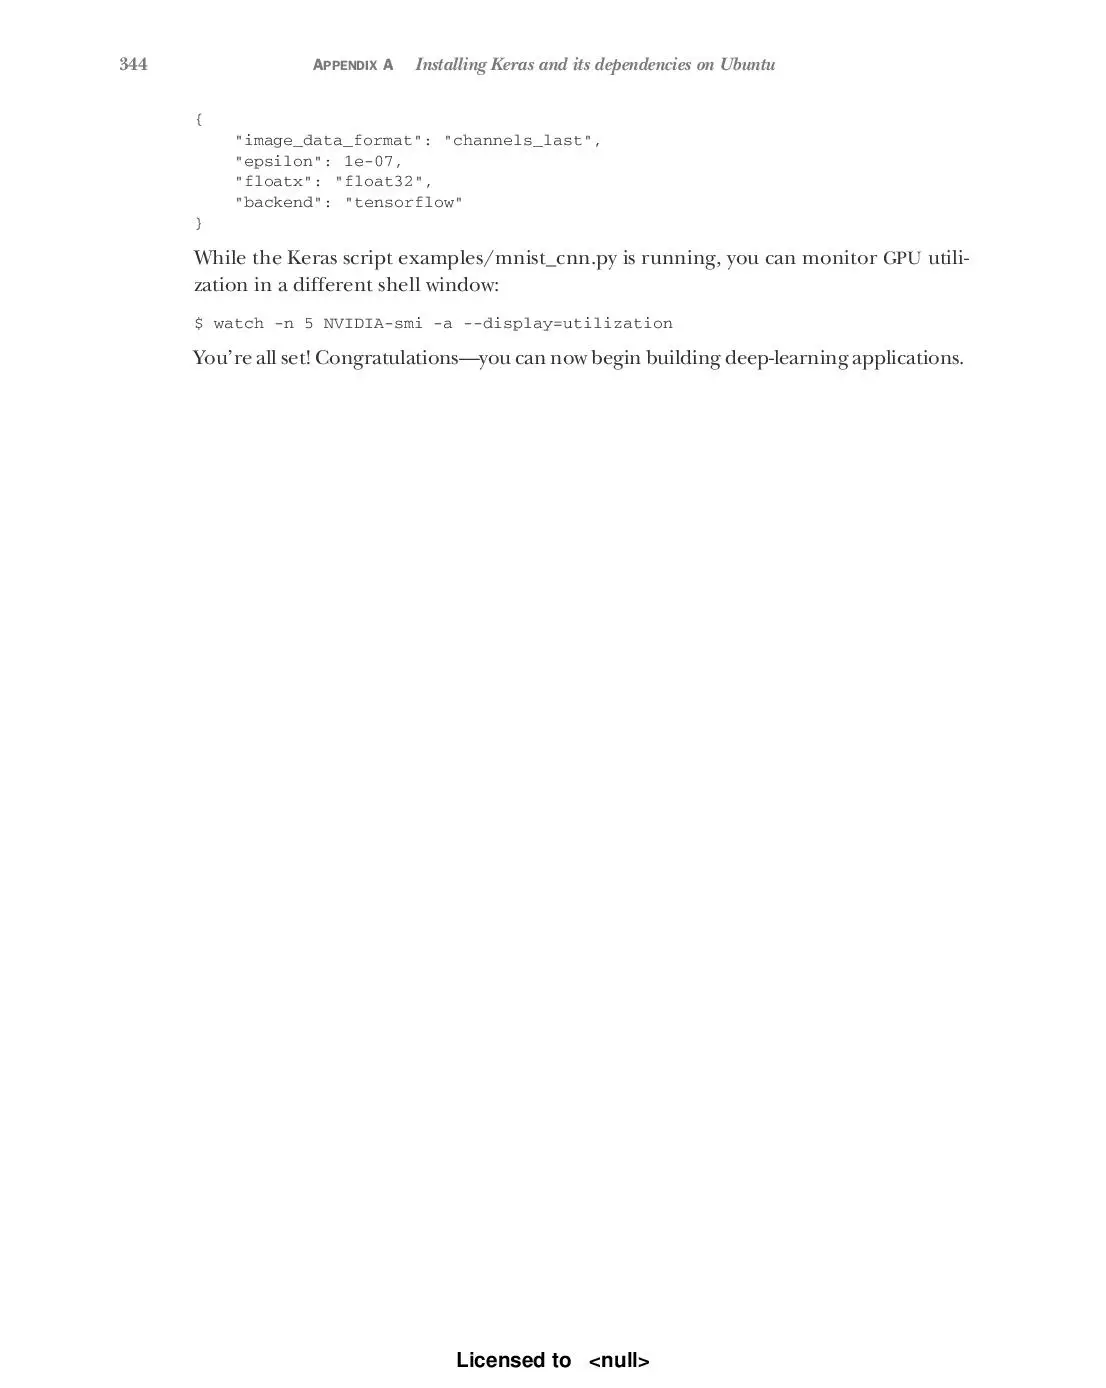 344 APPENDIX A Installing Keras and its dependencies on Ubuntu
{
    "image_data_format": "channels_last",
    "epsilon": 1e-07,
    "floatx": "float32",
    "backend": "tensorflow"
}
While the Keras script examples/mnist_cnn.py is running, you can monitor GPU utili-
zation in a different shell window:
$ watch -n 5 NVIDIA-smi -a --display=utilization
You’re all set! Congratulations—you can now begin building deep-learning applications.
Licensed to <null>